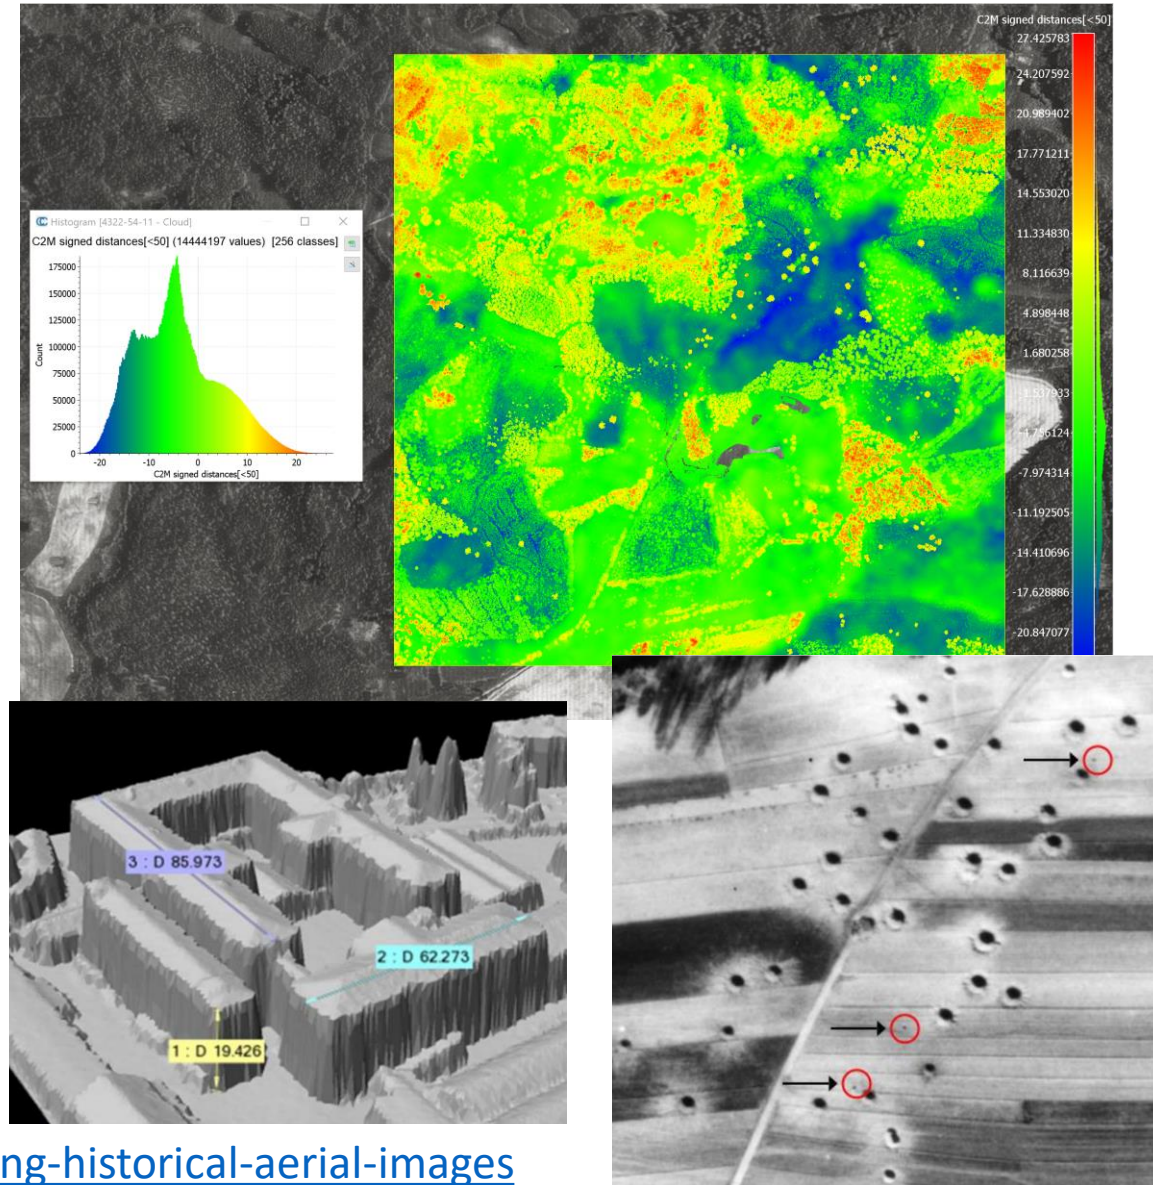 C2M signed distances[<50]
27.425783
24.207592
20.989402
17.771211
14.553020
11.334830
8.116639
4.898448
1.680258
-7.974314
-11.192505
-14.410696
-17.628886
-20.847077
Histogram [4322-54-11 - Cloud]
C2M signed distances[<50] (14444197 values) [256 classes]
175000
150000
125000
100000
75000
50000
25000
0
Count
-20 -10 0 10 20
C2M signed distances[<50]
3 : D 85.973
2 : D 62.273
1 : D 19.426
ng-historical-aerial-images